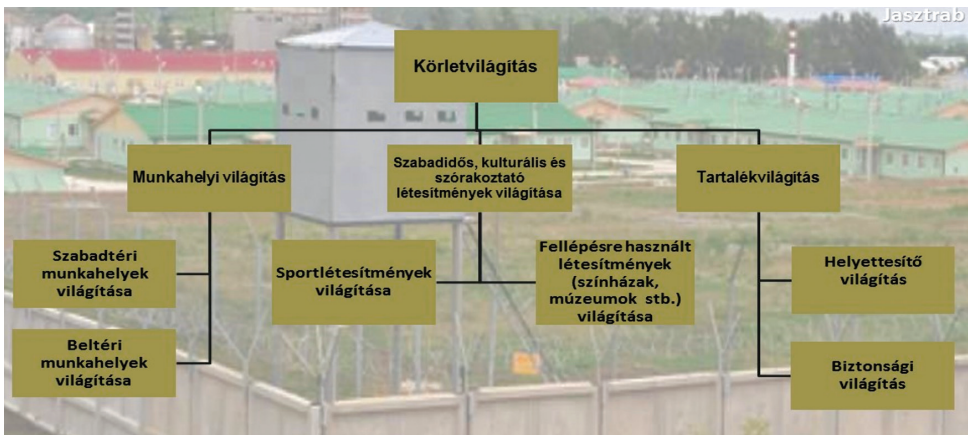 Jasztrab
Körletvilágítás
Munkahelyi világítás
Szabadidős, kulturális és
szórakoztató
létesítmények világítása
Tartalékvilágítás
Szabadtéri
munkahelyek
világítása
Sportlétesítmények
világítása
Fellépésre használt
létesítmények
(színházak,
múzeumok stb.)
világítása
Helyettesítő
világítás
Beltéri
munkahelyek
világítása
Biztonsági
világítás